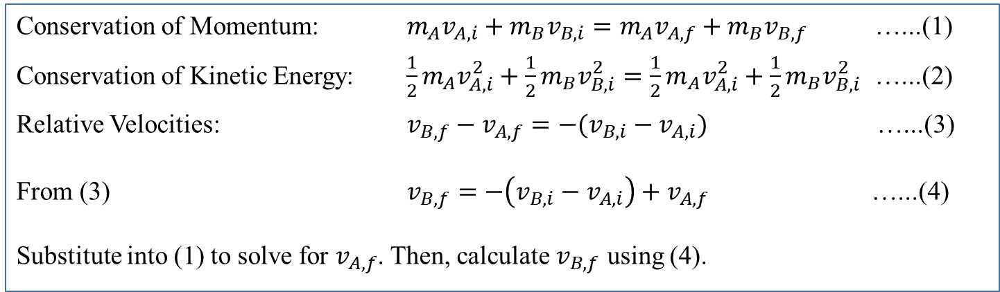 Conservation of Momentum: $m_A v_{A,i} + m_B v_{B,i} = m_A v_{A,f} + m_B v_{B,f}$ …...(1)
Conservation of Kinetic Energy: $\frac{1}{2} m_A v_{A,i}^2 + \frac{1}{2} m_B v_{B,i}^2 = \frac{1}{2} m_A v_{A,i}^2 + \frac{1}{2} m_B v_{B,i}^2$ …...(2)
Relative Velocities: $v_{B,f} - v_{A,f} = -(v_{B,i} - v_{A,i})$ …...(3)
From (3) $v_{B,f} = -(v_{B,i} - v_{A,i}) + v_{A,f}$ …...(4)
Substitute into (1) to solve for $v_{A,f}$. Then, calculate $v_{B,f}$ using (4).